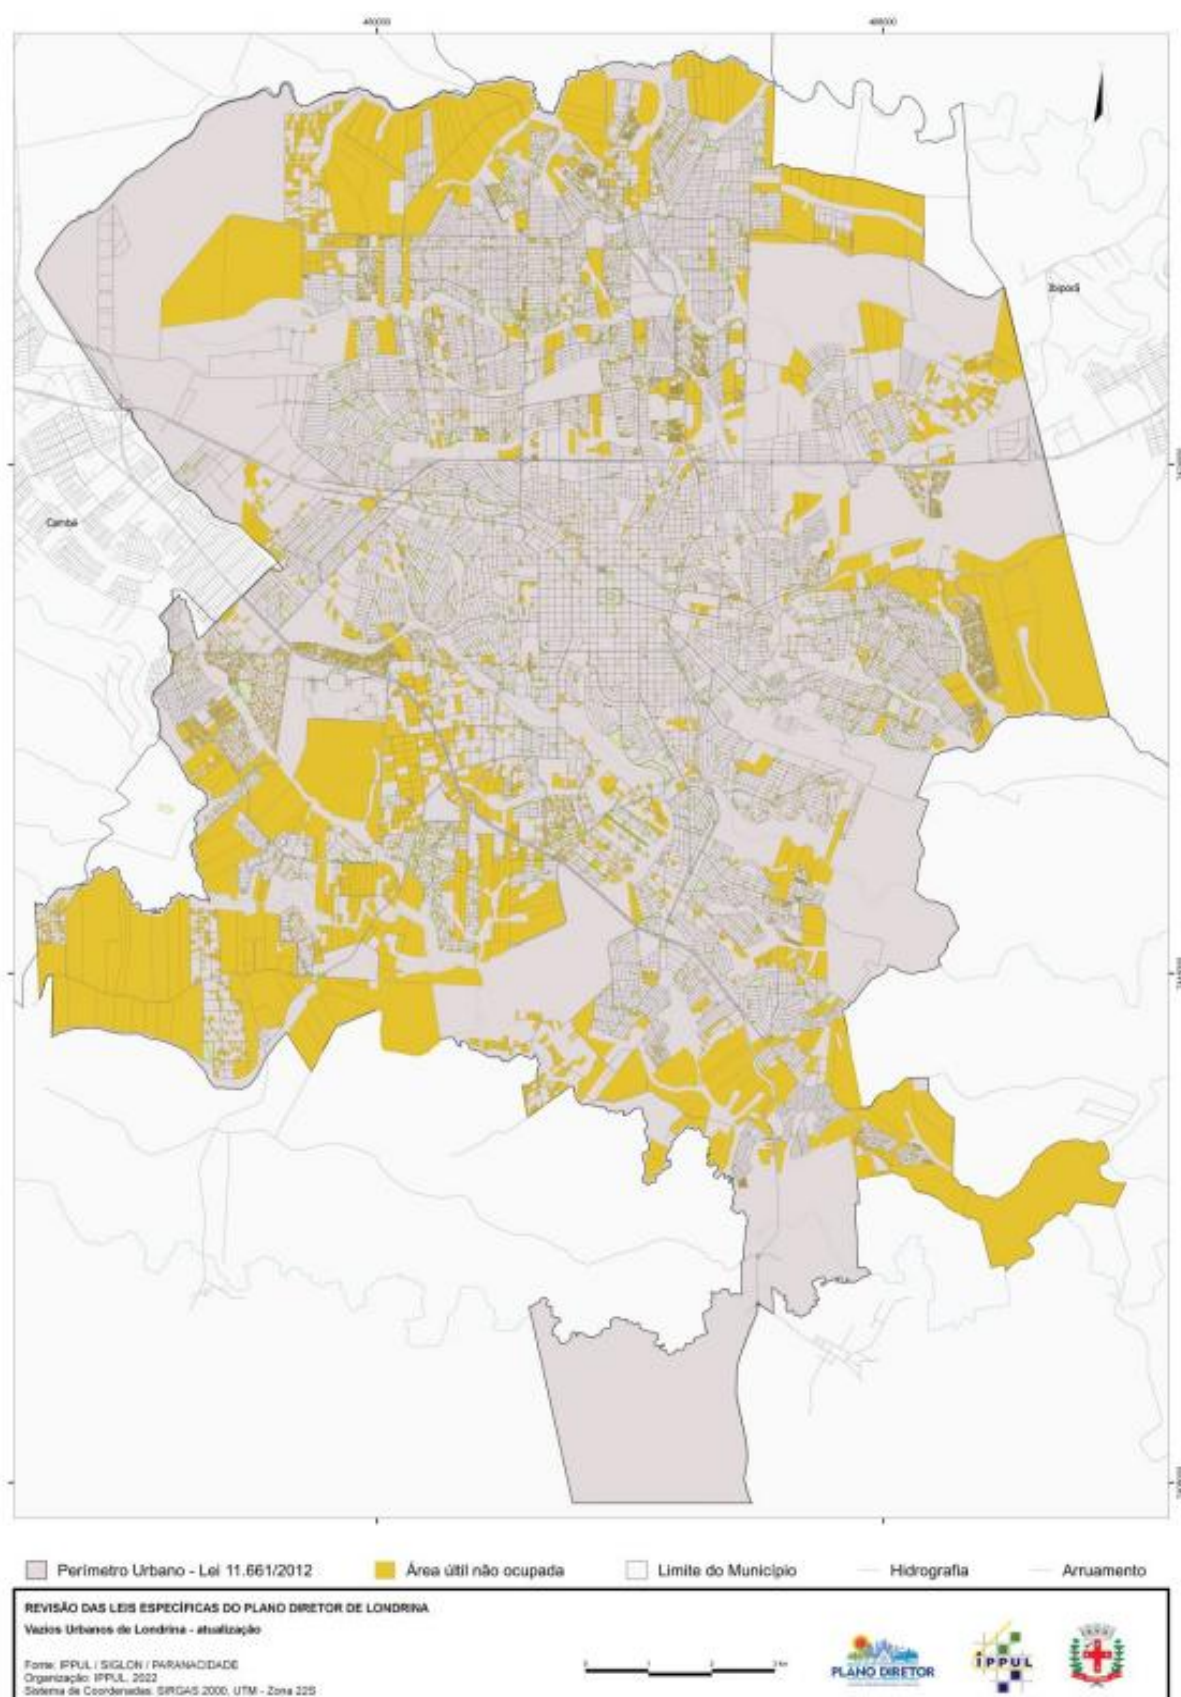 Ibiporã
Cambé
Perímetro Urbano - Lei 11.661/2012
Área útil não ocupada
Limite do Município
Hidrografia
Arruamento
REVISÃO DAS LEIS ESPECÍFICAS DO PLANO DIRETOR DE LONDRINA
Vazios Urbanos de Londrina - atualização
Fonte: IPPUL / SIGLON / PARANACIDADE
Organização: IPPUL, 2022
Sistema de Coordenadas: SIRGAS 2000, UTM - Zona 22S
PLANO DIRETOR
IPPUL